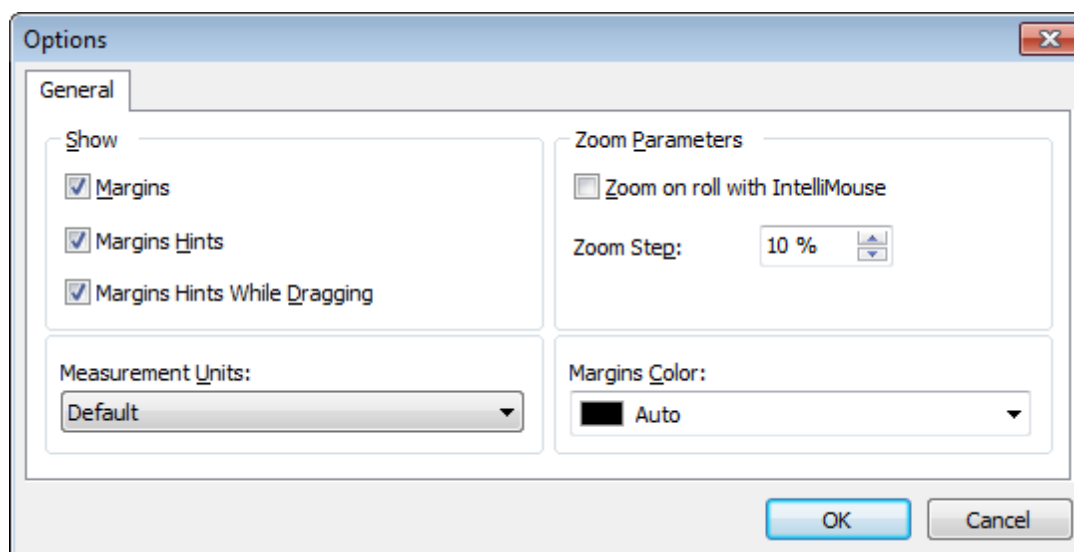 Options
General
Show
Margins
Margins Hints
Margins Hints While Dragging
Zoom Parameters
Zoom on roll with IntelliMouse
Zoom Step: 10 %
Measurement Units:
Default
Margins Color:
Auto
OK Cancel